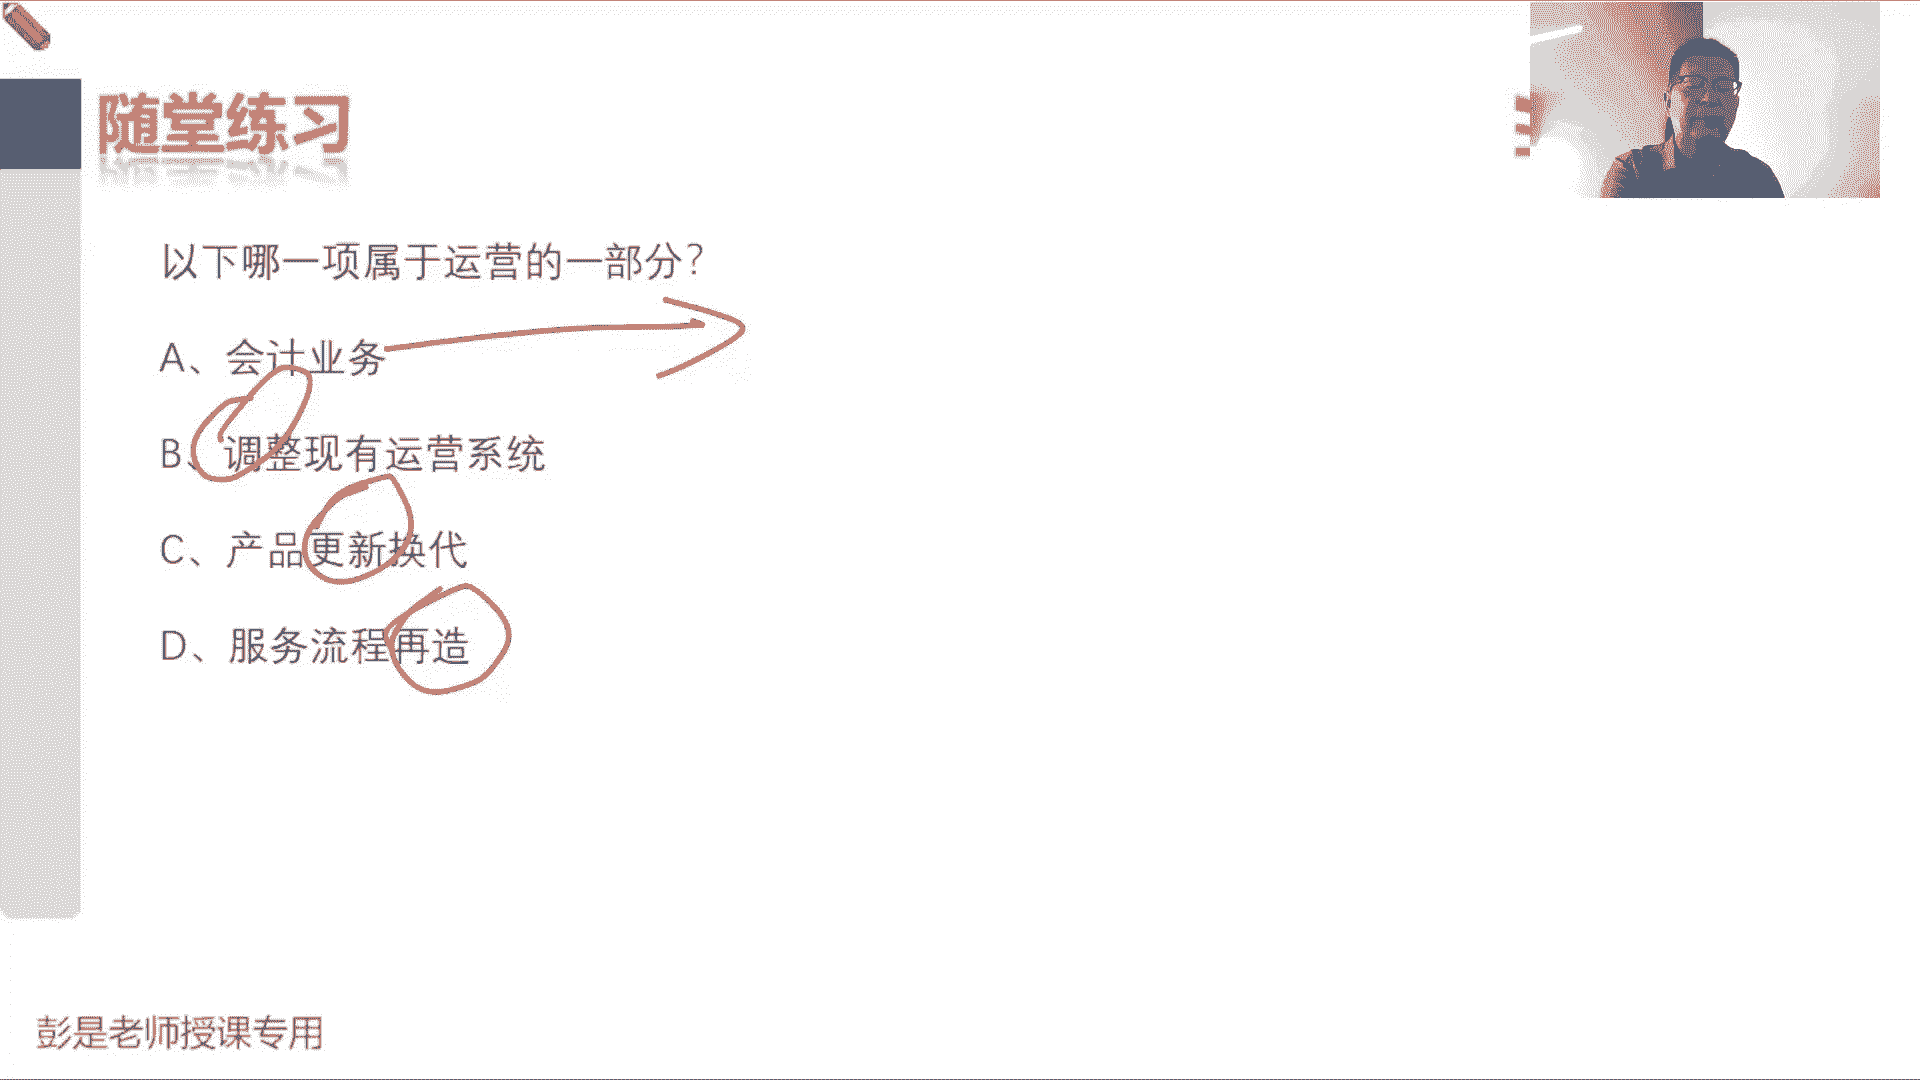 随堂练习
以下哪一项属于运营的一部分？
A、会计业务
B、调整现有运营系统
C、产品更新换代
D、服务流程再造
彭是老师授课专用